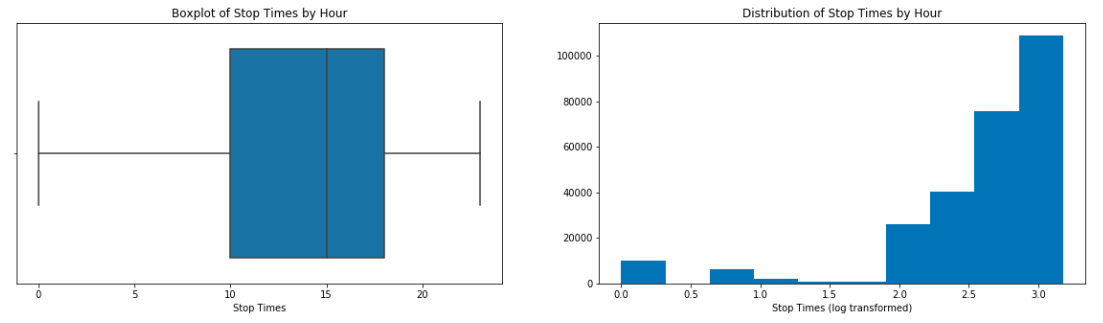 Boxplot of Stop Times by Hour
0 5 10 15 20
Stop Times
Distribution of Stop Times by Hour
100000
80000
60000
40000
20000
0
0.0 0.5 1.0 1.5 2.0 2.5 3.0
Stop Times (log transformed)